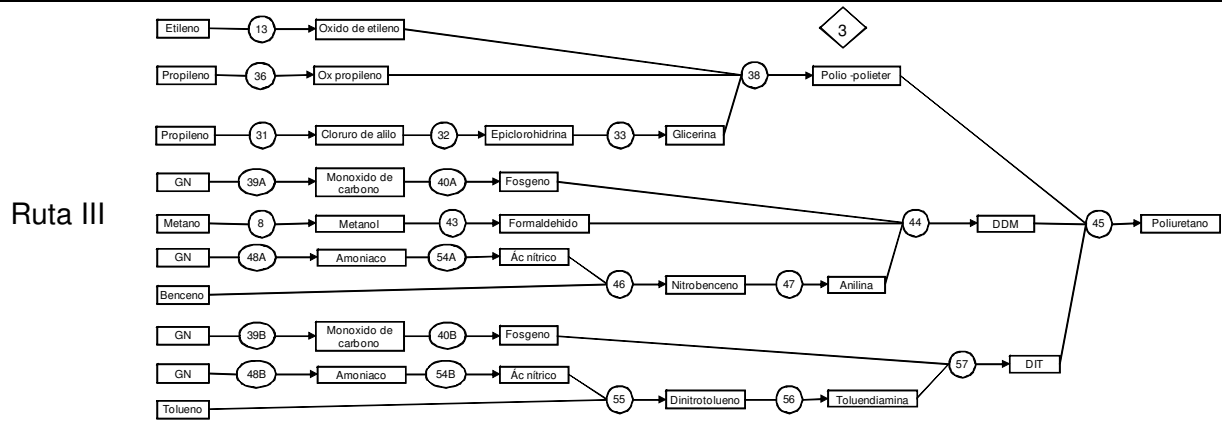 Etileno 13 Oxido de etileno
3
Propileno 36 Ox propileno 38 Polio -polieter
Propileno 31 Cloruro de alilo 32 Epiclorohidrina 33 Glicerina
GN 39A Monoxido de
carbono 40A Fosgeno
Ruta III
Metano 8 Metanol 43 Formaldehido 44 DDM 45 Poliuretano
GN 48A Amoniaco 54A Ác nítrico
Benceno 46 Nitrobenceno 47 Anilina
GN 39B Monoxido de
carbono 40B Fosgeno
57 DIT
GN 48B Amoniaco 54B Ác nítrico
Tolueno 55 Dinitrotolueno 56 Toluendiamina